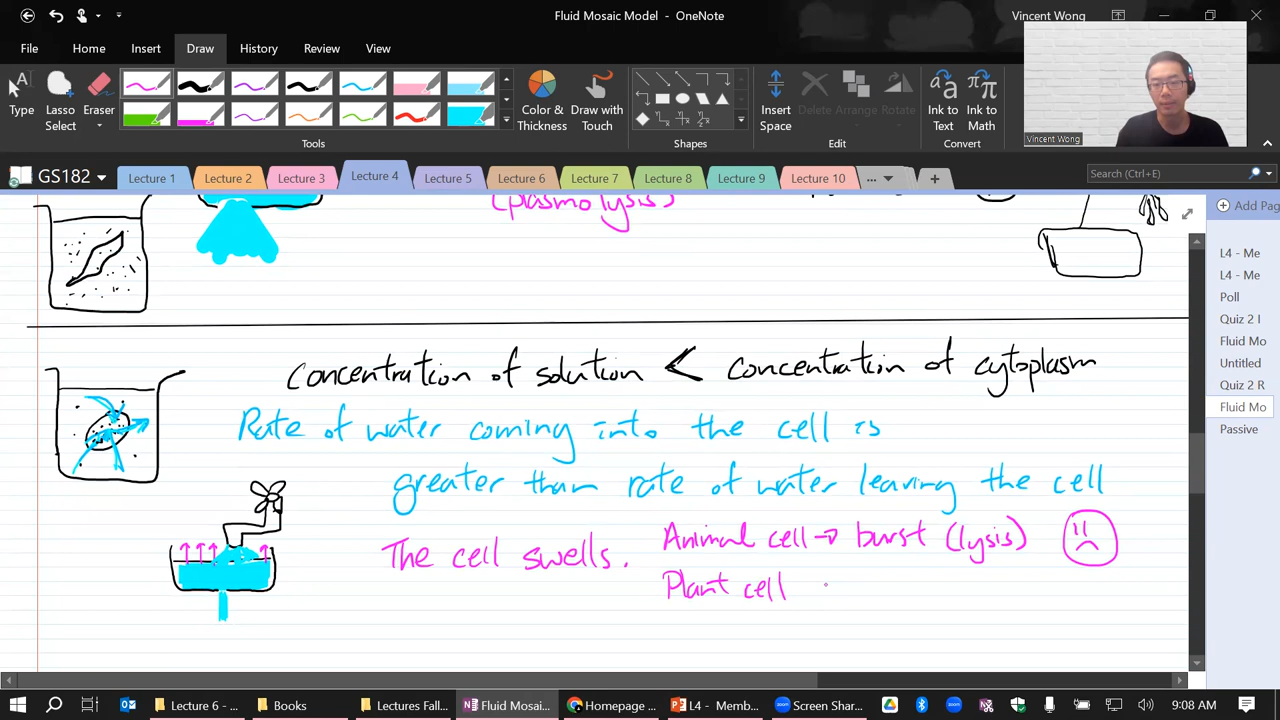 Fluid Mosaic Model - OneNote
Vincent Wong
File Home Insert Draw History Review View
Type
Lasso Select
Eraser
Color & Thickness
Draw with Touch
Insert Space
Delete Arrange Rotate
Ink to Text
Ink to Math
Tools
Shapes
Edit
Convert
Vincent Wong
GS182 Lecture 1 Lecture 2 Lecture 3 Lecture 4 Lecture 5 Lecture 6 Lecture 7 Lecture 8 Lecture 9 Lecture 10 ...
Search (Ctrl+E)
Add Pag
L4 - Me
L4 - Me
Poll
Quiz 2 I
Fluid Mo
Untitled
Quiz 2 R
Fluid Mo
Passive
(plasmolysis)
Concentration of solution < concentration of cytoplasm
Rate of water coming into the cell is
greater than rate of water leaving the cell
The cell swells.
Animal cell → burst (lysis)
Plant cell
Lecture 6 - Books Lectures Fall... Fluid Mosai... Homepage ... L4 - Memb... Screen Shar... 9:08 AM